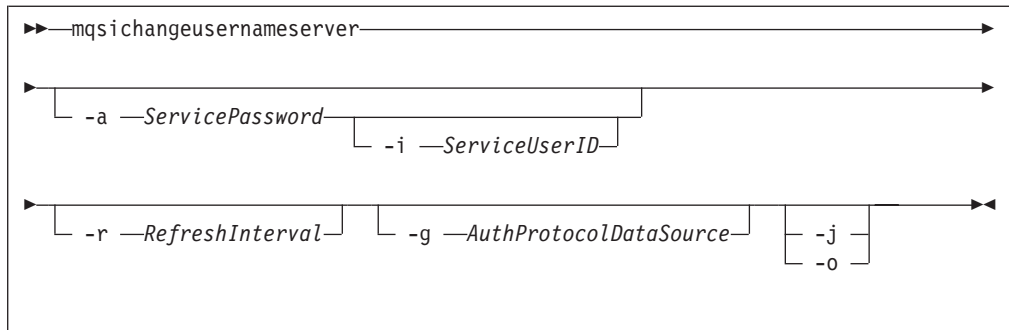 mqsichangeusernameserver
-a ServicePassword
-i ServiceUserID
-r RefreshInterval -g AuthProtocolDataSource -j
-o